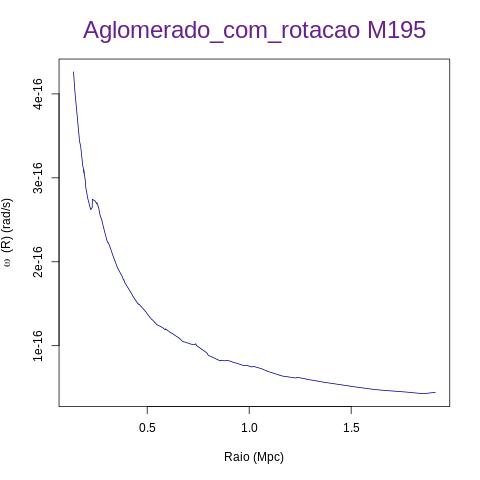 Aglomerado_com_rotacao M195
4e-16
3e-16
2e-16
1e-16
ω (R) (rad/s)
0.5 1.0 1.5
Raio (Mpc)